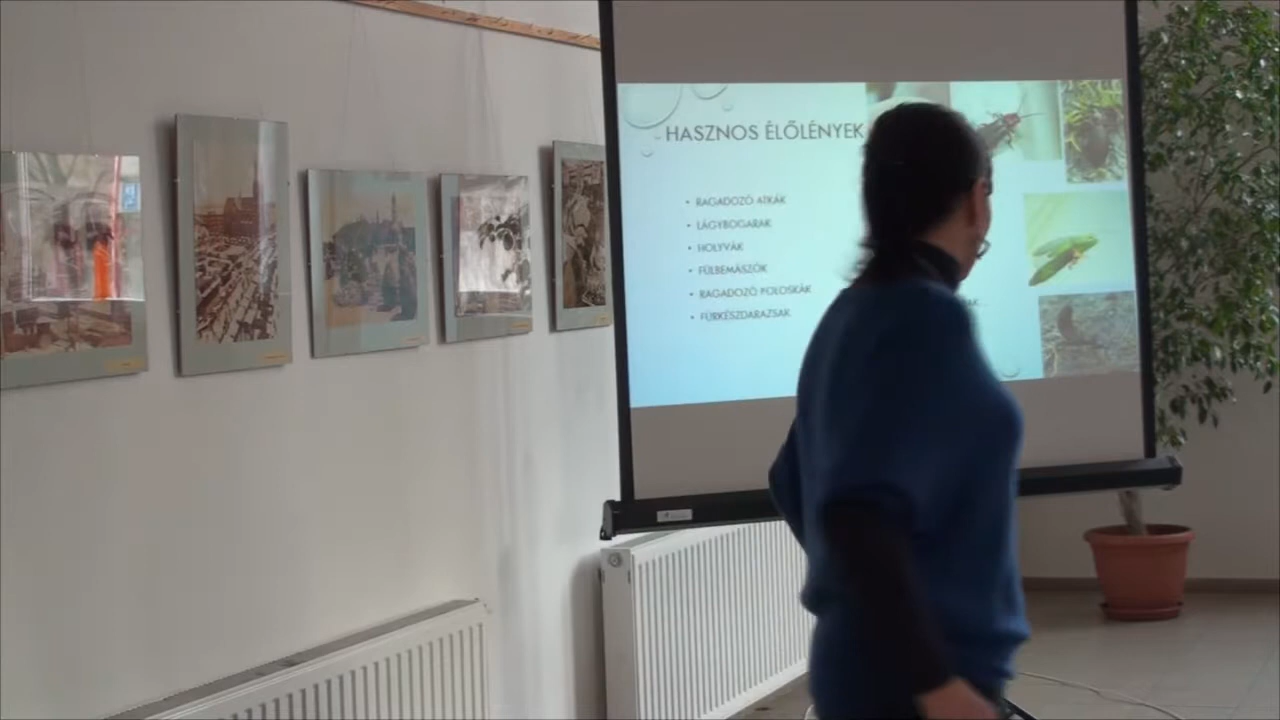 HASZNOS ÉLŐLÉNYEK
• RAGADOZÓ ATKÁK
• LÁGYBOGARAK
• HOLYVÁK
• FÜLBEMÁSZÓK
• RAGADOZÓ POLOSKÁK
• FÜRKÉSZDARAZSAK